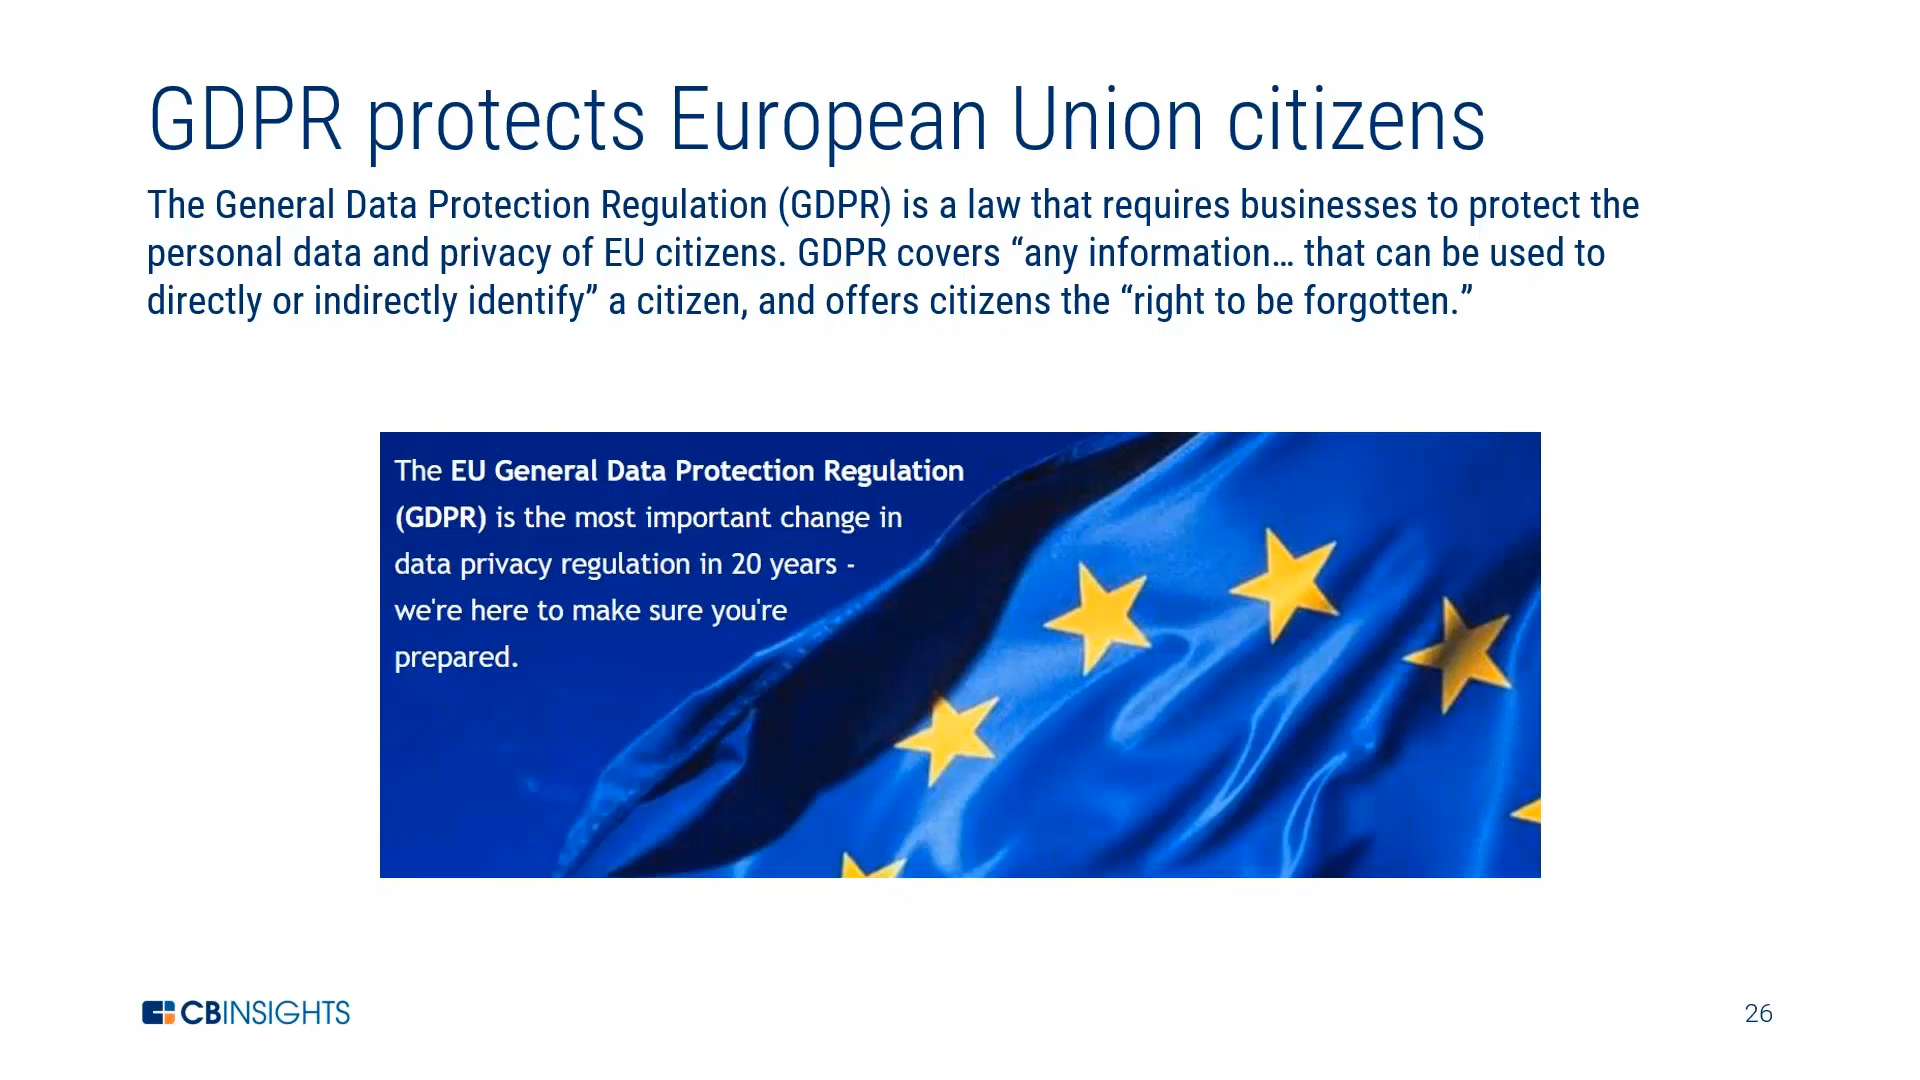 GDPR protects European Union citizens
The General Data Protection Regulation (GDPR) is a law that requires businesses to protect the
personal data and privacy of EU citizens. GDPR covers “any information… that can be used to
directly or indirectly identify” a citizen, and offers citizens the “right to be forgotten.”
The EU General Data Protection Regulation
(GDPR) is the most important change in
data privacy regulation in 20 years -
we're here to make sure you're
prepared.
CBINSIGHTS
26